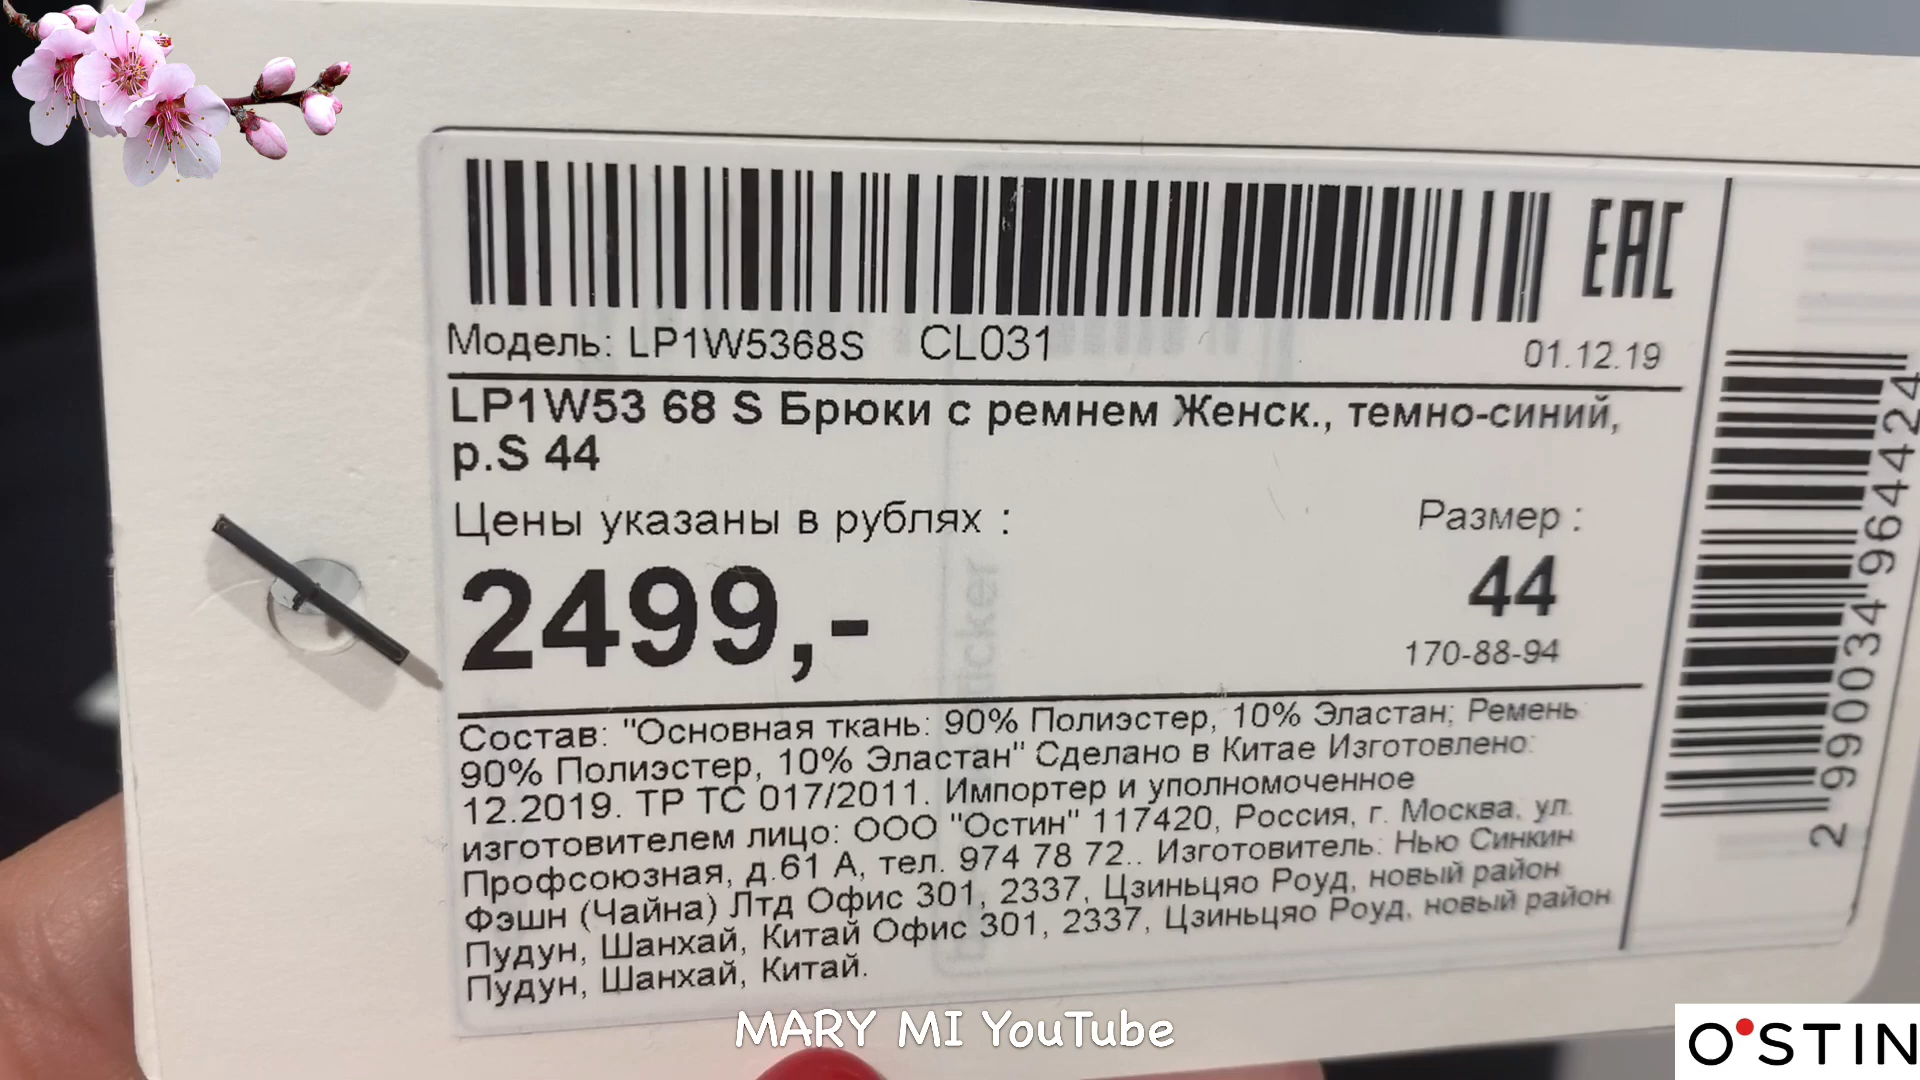 EAC
Модель: LP1W5368S CL031 01.12.19
LP1W53 68 S Брюки с ремнем Женск., темно-синий,
р.S 44
Цены указаны в рублях :
Размер :
2499,-
44
170-88-94
Состав: "Основная ткань: 90% Полиэстер, 10% Эластан; Ремень
90% Полиэстер, 10% Эластан" Сделано в Китае Изготовлено:
12.2019. ТР ТС 017/2011. Импортер и уполномоченное
изготовителем лицо: ООО "Остин" 117420, Россия, г. Москва, ул.
Профсоюзная, д.61 А, тел. 974 78 72.. Изготовитель: Нью Синкин
Фэшн (Чайна) Лтд Офис 301, 2337, Цзиньцяо Роуд, новый район
Пудун, Шанхай, Китай Офис 301, 2337, Цзиньцяо Роуд, новый район
Пудун, Шанхай, Китай.
2 990034 964424
MARY MI YouTube
O'STIN